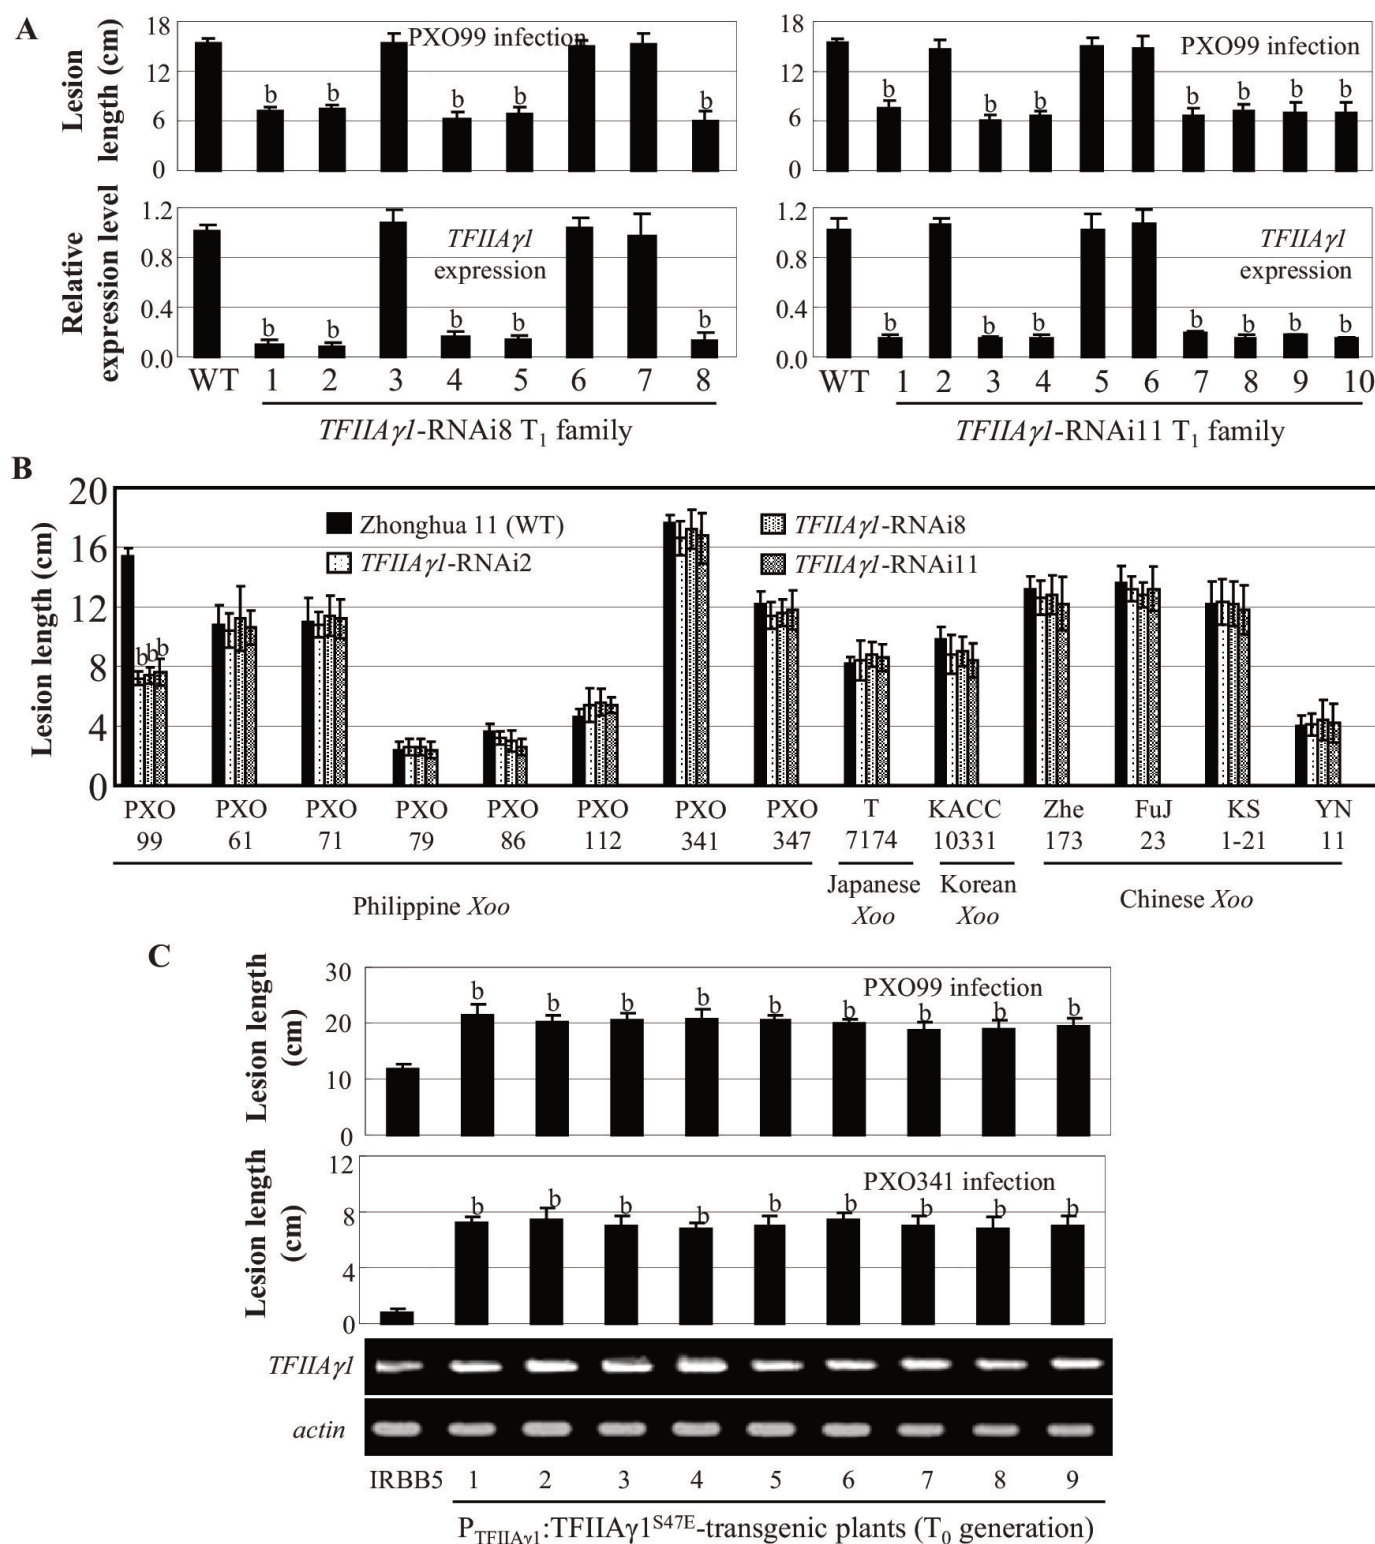 A
Lesion
length (cm)
18
12
6
0
PXO99 infection
b b b b b
18
12
6
0
PXO99 infection
b b b b b b b
Relative
expression level
1.2
0.8
0.4
0.0
TFIIAγ1
expression
b b b b b
WT 1 2 3 4 5 6 7 8
TFIIAγ1-RNAi8 T1 family
1.2
0.8
0.4
0.0
TFIIAγ1
expression
b b b b b b b
WT 1 2 3 4 5 6 7 8 9 10
TFIIAγ1-RNAi11 T1 family
B
Lesion length (cm)
20
16
12
8
4
0
Zhonghua 11 (WT)
TFIIAγ1-RNAi2
TFIIAγ1-RNAi8
TFIIAγ1-RNAi11
b b b
PXO PXO PXO PXO PXO PXO PXO PXO T KACC Zhe FuJ KS YN
99 61 71 79 86 112 341 347 7174 10331 173 23 1-21 11
Philippine Xoo
Japanese
Xoo
Korean
Xoo
Chinese Xoo
C
Lesion length
(cm)
30
20
10
0
PXO99 infection
b b b b b b b b b
Lesion length
(cm)
12
8
4
0
PXO341 infection
b b b b b b b b b
TFIIAγ1
actin
IRBB5 1 2 3 4 5 6 7 8 9
PTFIIAγ1:TFIIAγ1S47E-transgenic plants (T0 generation)